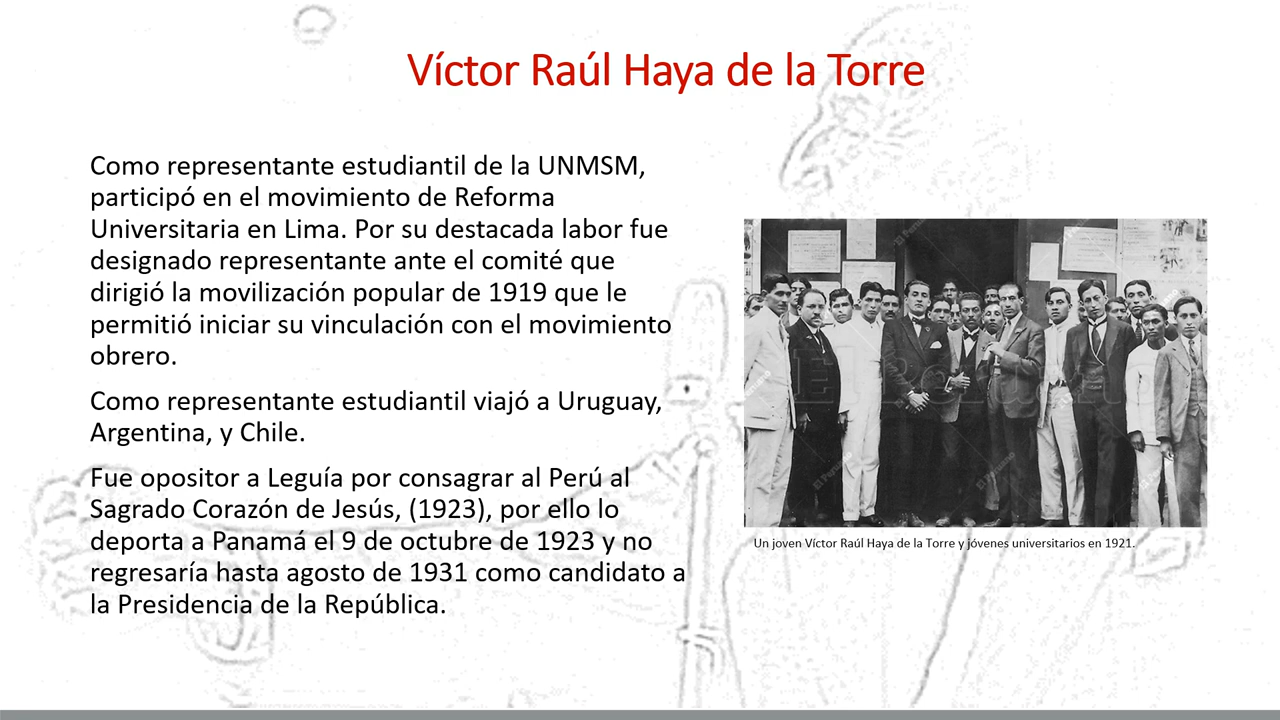 Víctor Raúl Haya de la Torre
Como representante estudiantil de la UNMSM,
participó en el movimiento de Reforma
Universitaria en Lima. Por su destacada labor fue
designado representante ante el comité que
dirigió la movilización popular de 1919 que le
permitió iniciar su vinculación con el movimiento
obrero.
Como representante estudiantil viajó a Uruguay,
Argentina, y Chile.
Fue opositor a Leguía por consagrar al Perú al
Sagrado Corazón de Jesús, (1923), por ello lo
deporta a Panamá el 9 de octubre de 1923 y no
regresaría hasta agosto de 1931 como candidato a
la Presidencia de la República.
El Peruano
Un joven Víctor Raúl Haya de la Torre y jóvenes universitarios en 1921.